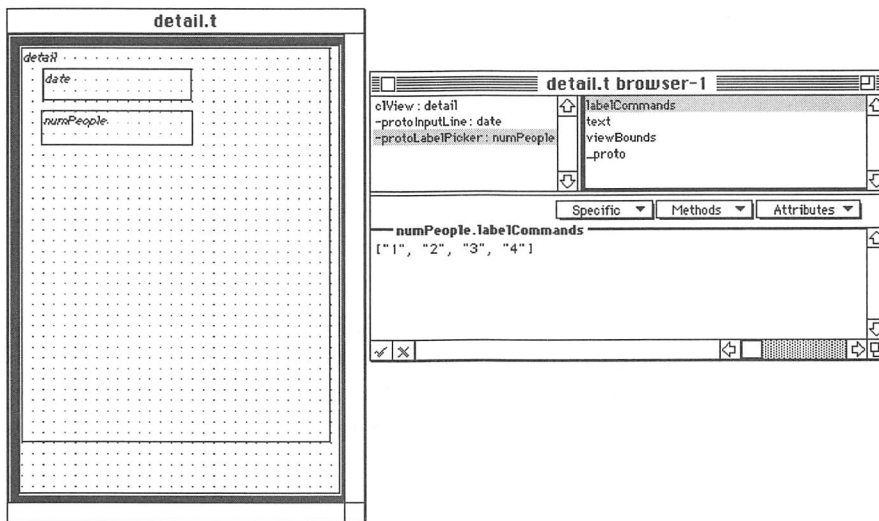 detail.t
detail
date
numPeople
detail.t browser-1
clView : detail
-protoInputLine : date
-protoLabelPicker : numPeople
labelCommands
text
viewBounds
_proto
Specific
Methods
Attributes
numPeople.labelCommands
["1", "2", "3", "4"]